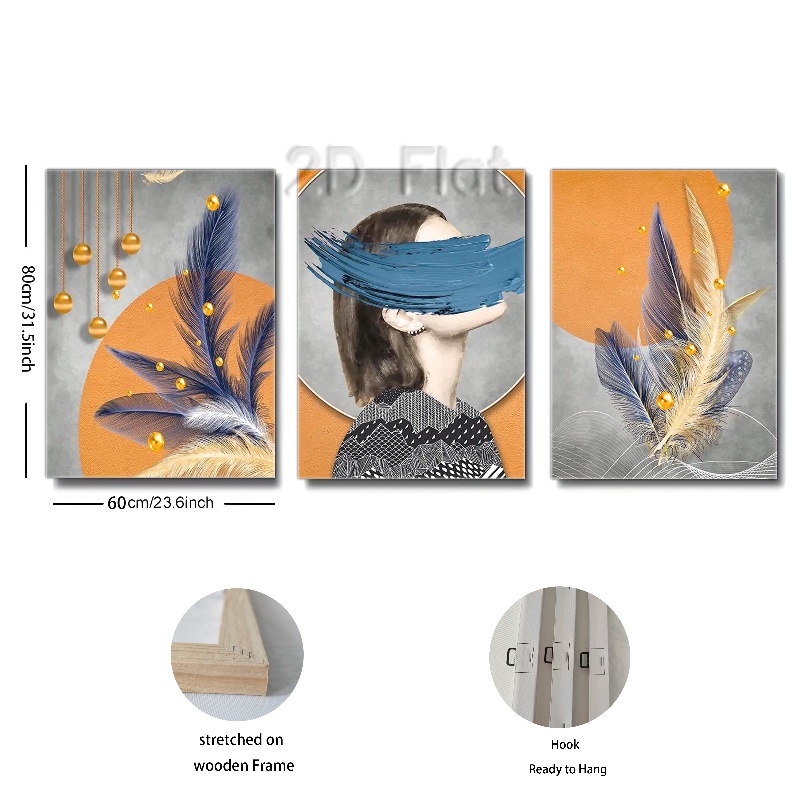 2D Flat
80cm/31.5inch
60cm/23.6inch
stretched on
wooden Frame
Hook
Ready to Hang